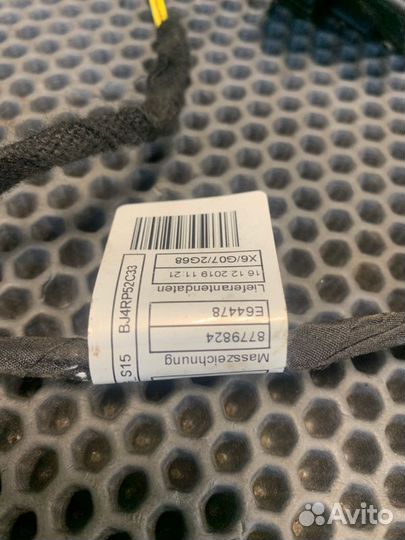 Masszeichnung
8779824
E64478
Lieferantendaten
16.12.2019 11:21
X6/G07/2G68
S15 BJ4RP52C33
Avito